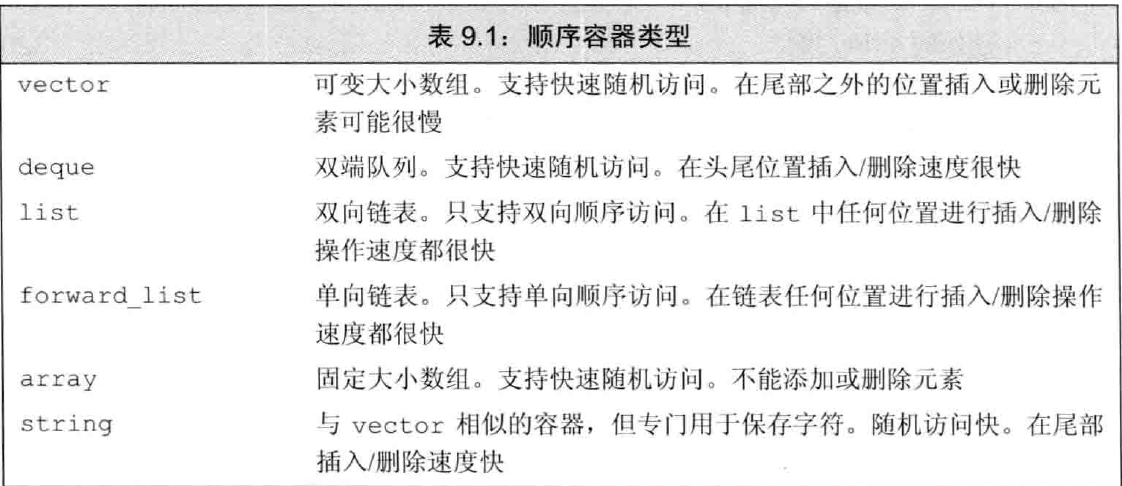 表 9.1：顺序容器类型
vector 可变大小数组。支持快速随机访问。在尾部之外的位置插入或删除元
素可能很慢
deque 双端队列。支持快速随机访问。在头尾位置插入/删除速度很快
list 双向链表。只支持双向顺序访问。在 list 中任何位置进行插入/删除
操作速度都很快
forward_list 单向链表。只支持单向顺序访问。在链表任何位置进行插入/删除操作
速度都很快
array 固定大小数组。支持快速随机访问。不能添加或删除元素
string 与 vector 相似的容器，但专门用于保存字符。随机访问快。在尾部
插入/删除速度快